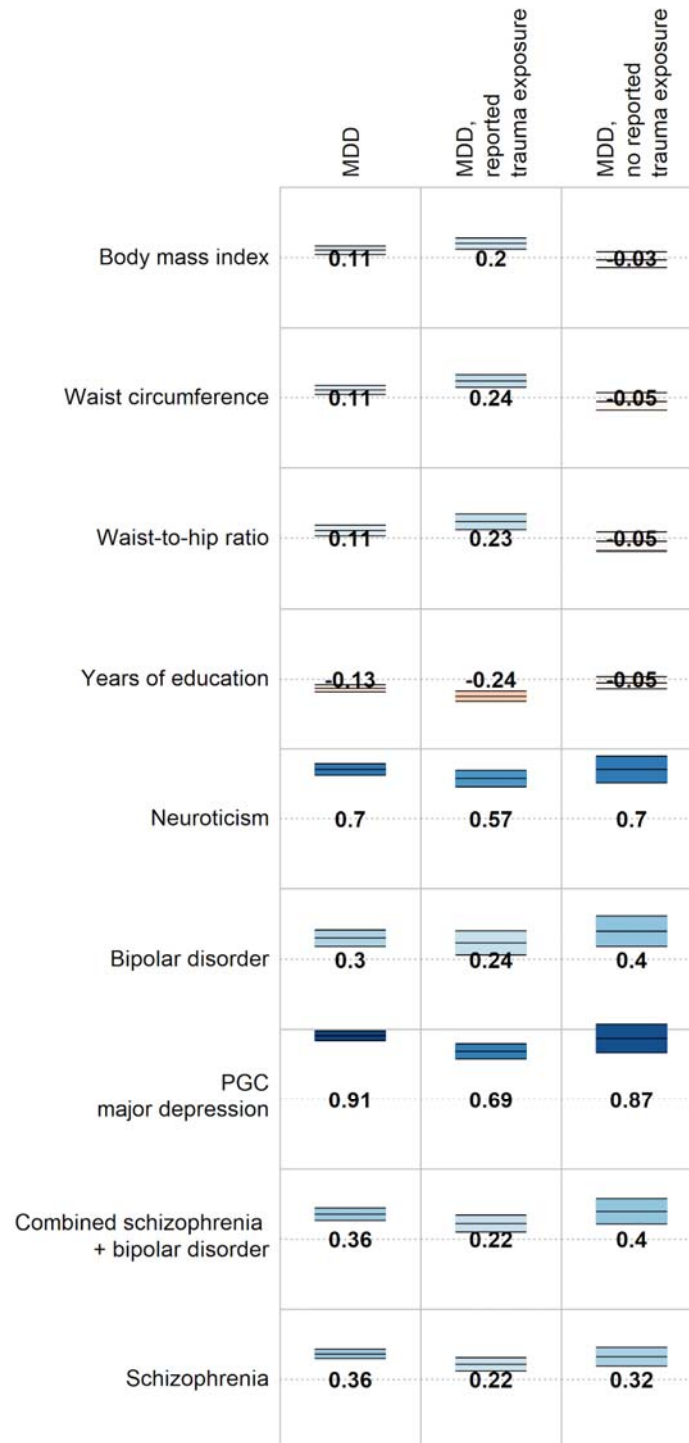 MDD
MDD,
reported
trauma exposure
MDD,
no reported
trauma exposure
Body mass index 0.11 0.2 -0.03
Waist circumference 0.11 0.24 -0.05
Waist-to-hip ratio 0.11 0.23 -0.05
Years of education -0.13 -0.24 -0.05
Neuroticism 0.7 0.57 0.7
Bipolar disorder 0.3 0.24 0.4
PGC
major depression 0.91 0.69 0.87
Combined schizophrenia
+ bipolar disorder 0.36 0.22 0.4
Schizophrenia 0.36 0.22 0.32